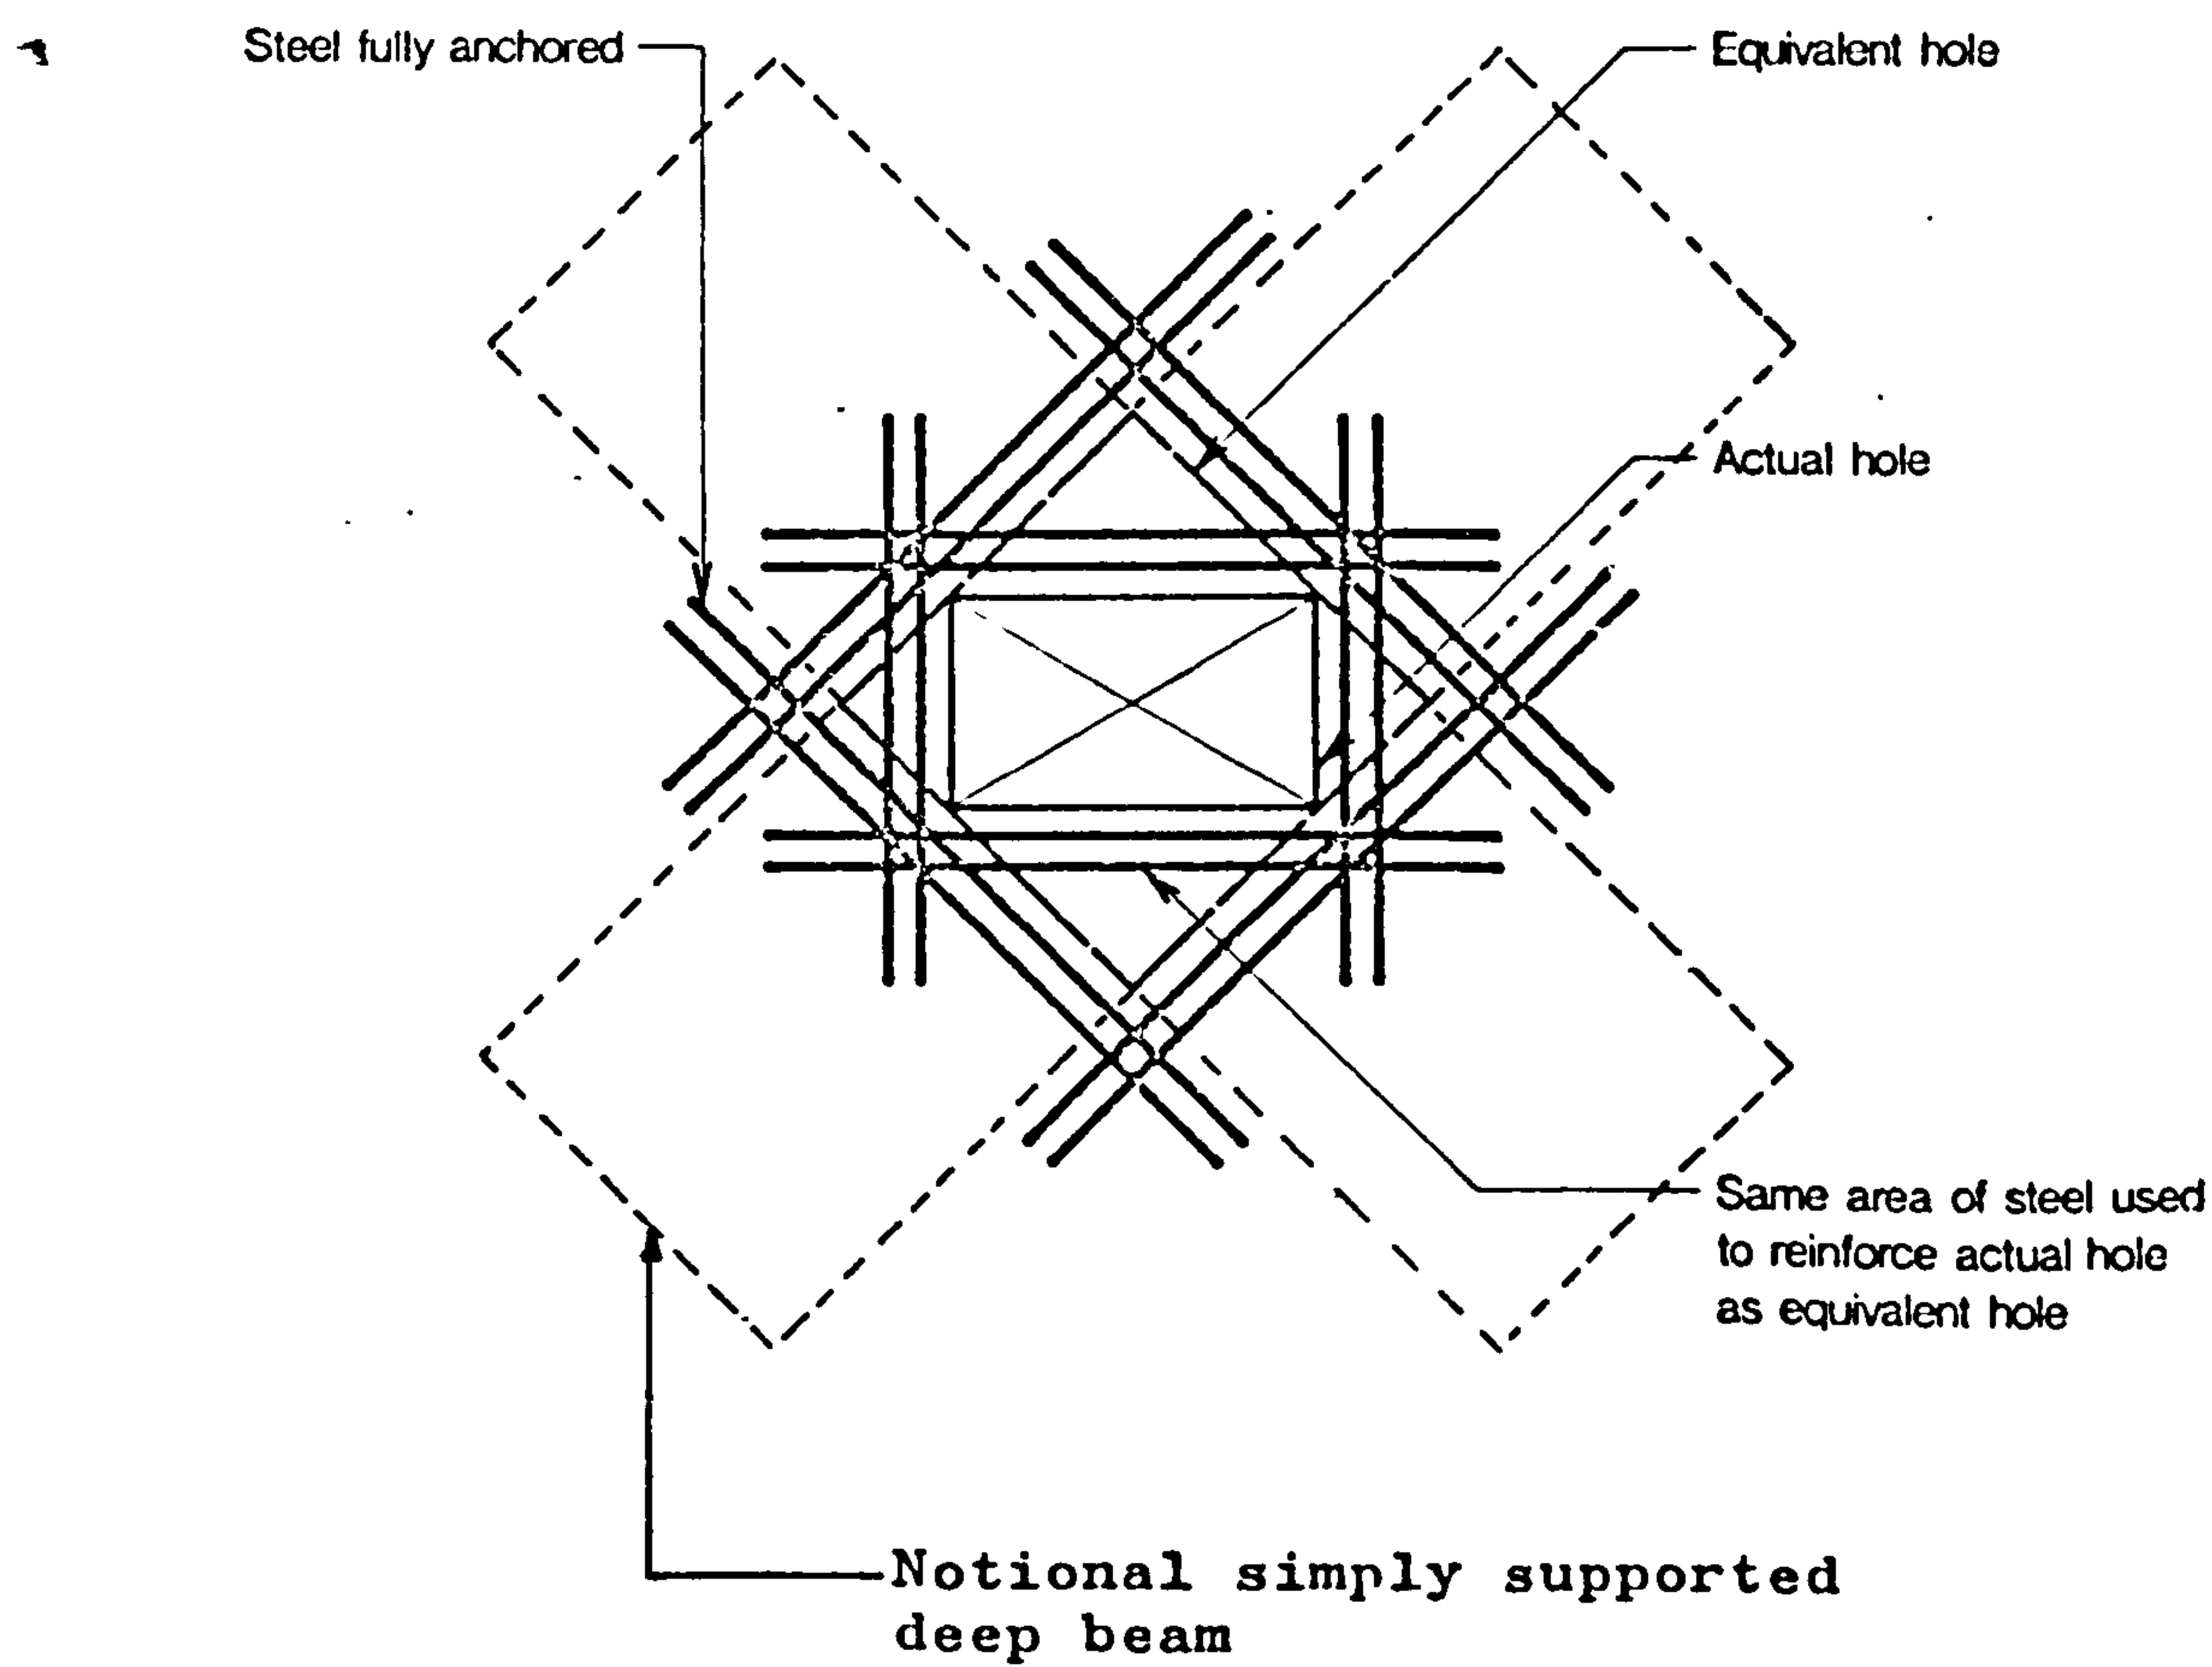 Steel fully anchored
Equivalent hole
Actual hole
Same area of steel used
to reinforce actual hole
as equivalent hole
Notional simply supported
deep beam